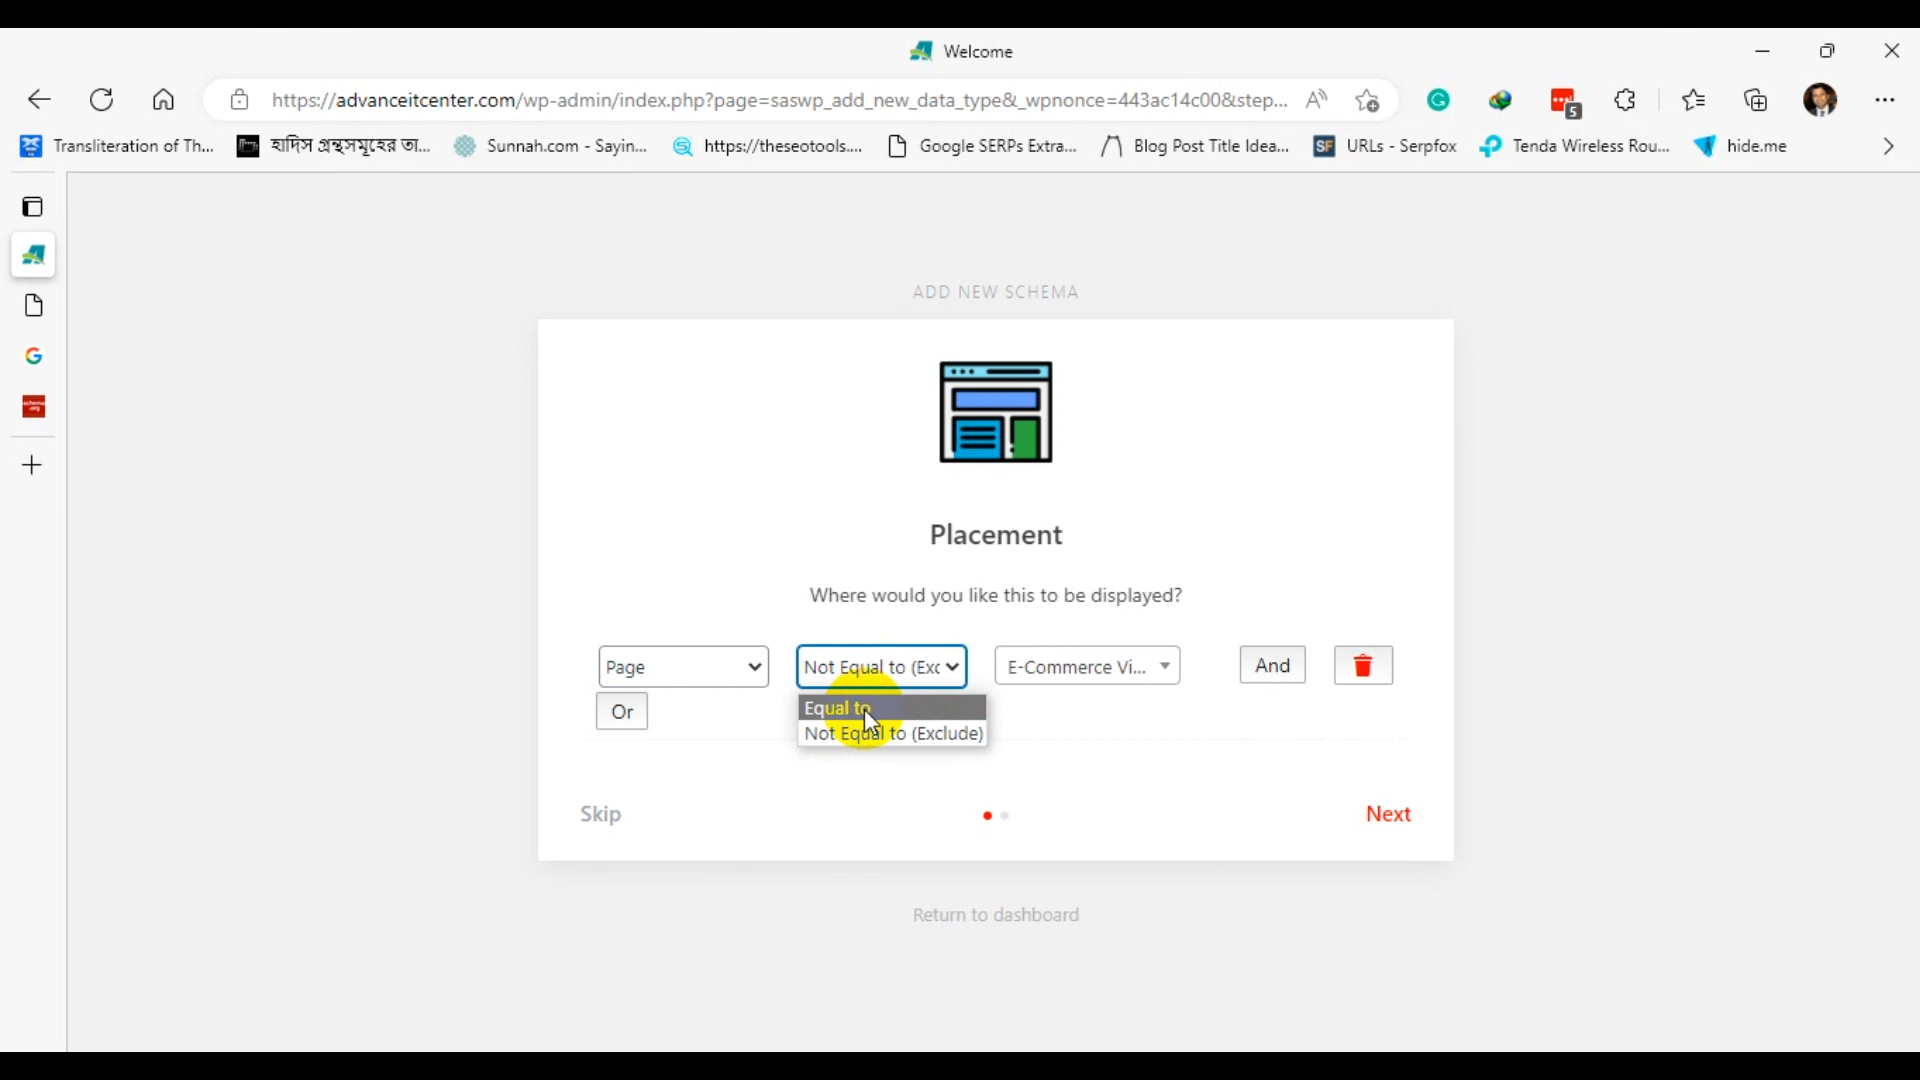 Welcome
https://advanceitcenter.com/wp-admin/index.php?page=saswp_add_new_data_type&_wpnonce=443ac14c00&step...
5
Transliteration of Th... হাদিস গ্রন্থসমূহের তা... Sunnah.com - Sayin... https://theseotools.... Google SERPs Extra... Blog Post Title Idea... SF URLs - Serpfox Tenda Wireless Rou... hide.me
ADD NEW SCHEMA
Placement
Where would you like this to be displayed?
Page Not Equal to (Exc E-Commerce Vi... And
Or Equal to
Not Equal to (Exclude)
Skip Next
Return to dashboard